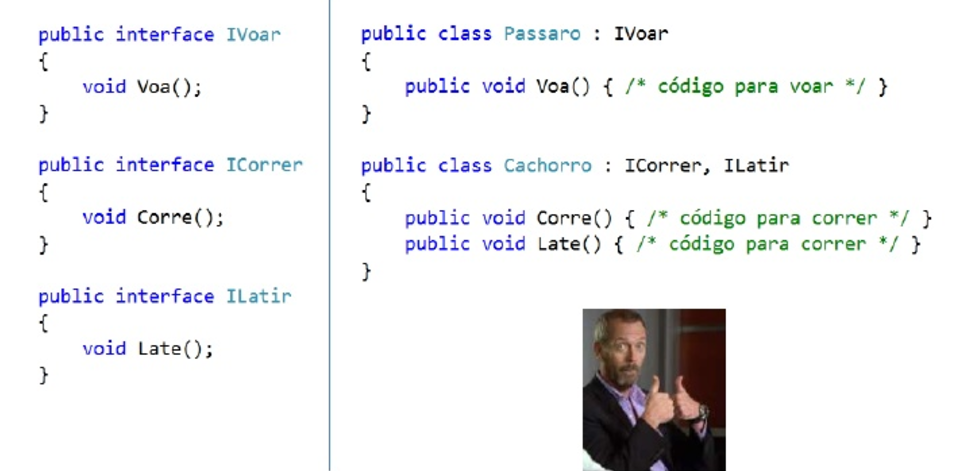 public interface IVoar
{
    void Voa();
}
public interface ICorrer
{
    void Corre();
}
public interface ILatir
{
    void Late();
}
public class Passaro : IVoar
{
    public void Voa() { /* código para voar */ }
}
public class Cachorro : ICorrer, ILatir
{
    public void Corre() { /* código para correr */ }
    public void Late() { /* código para correr */ }
}